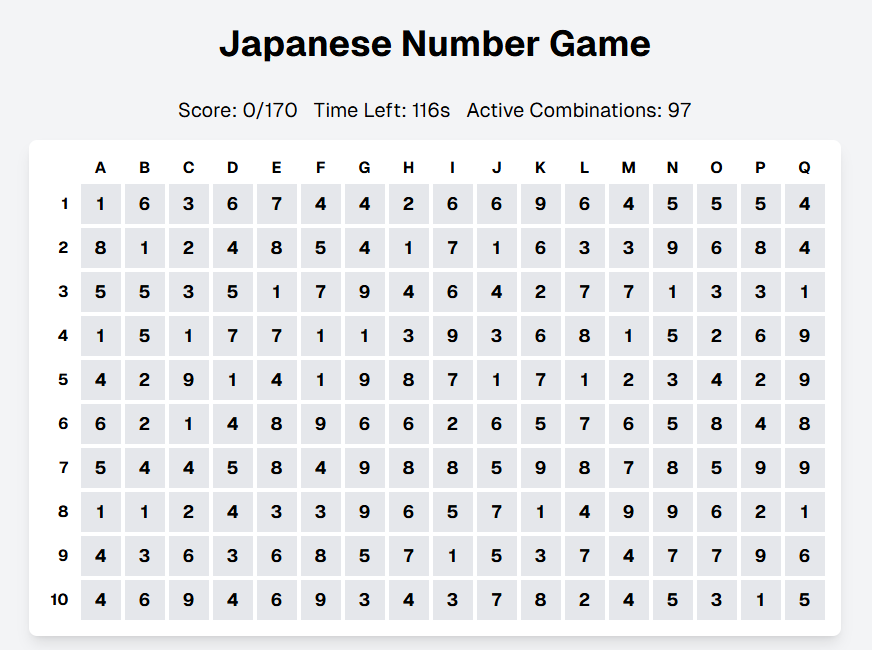 Japanese Number Game
Score: 0/170 Time Left: 116s Active Combinations: 97
A B C D E F G H I J K L M N O P Q
1 1 6 3 6 7 4 4 2 6 6 9 6 4 5 5 5 4
2 8 1 2 4 8 5 4 1 7 1 6 3 3 9 6 8 4
3 5 5 3 5 1 7 9 4 6 4 2 7 7 1 3 3 1
4 1 5 1 7 7 1 1 3 9 3 6 8 1 5 2 6 9
5 4 2 9 1 4 1 9 8 7 1 7 1 2 3 4 2 9
6 6 2 1 4 8 9 6 6 2 6 5 7 6 5 8 4 8
7 5 4 4 5 8 4 9 8 8 5 9 8 7 8 5 9 9
8 1 1 2 4 3 3 9 6 5 7 1 4 9 9 6 2 1
9 4 3 6 3 6 8 5 7 1 5 3 7 4 7 7 9 6
10 4 6 9 4 6 9 3 4 3 7 8 2 4 5 3 1 5